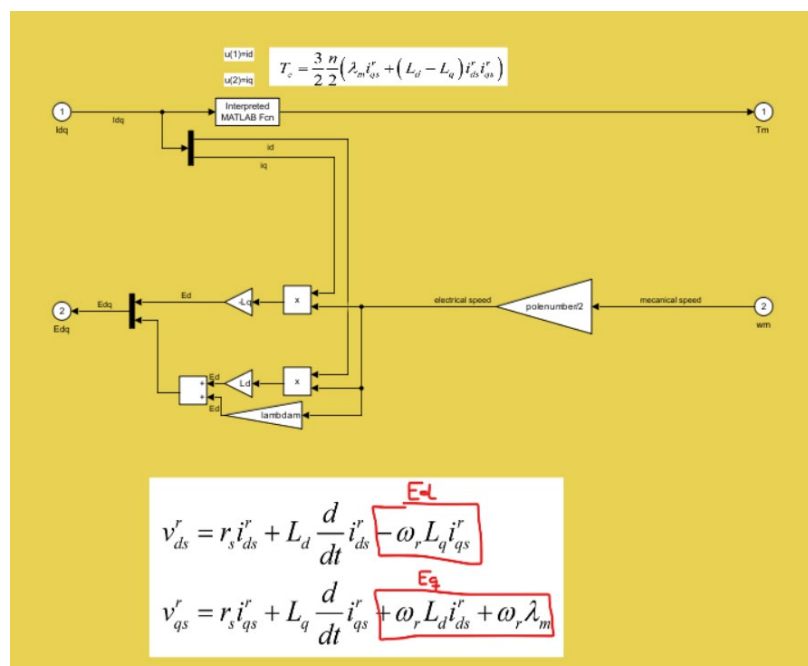 u(1)=id
u(2)=iq
T_e = 3/2 n/2 (λ_m i^r_qs + (L_d − L_q) i^r_ds i^r_qs)
1
Idq
Idq
Interpreted
MATLAB Fcn
1
Tm
id
iq
2
Edq
Edq
Ed
-Lq
x
electrical speed
polenumber/2
mecanical speed
2
wm
+
+
Ed
Ld
x
Ed
lambdam
Ed
v^r_ds = r_s i^r_ds + L_d d/dt i^r_ds − ω_r L_q i^r_qs
Eq
v^r_qs = r_s i^r_qs + L_q d/dt i^r_qs + ω_r L_d i^r_ds + ω_r λ_m